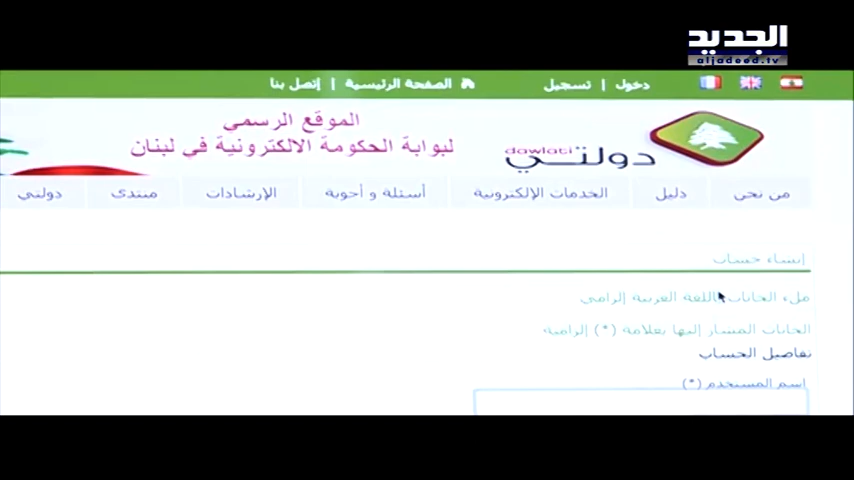 الجديد
aljadeed.tv
دخول | تسجيل
الصفحة الرئيسية | إتصل بنا
الموقع الرسمي
لبوابة الحكومة الالكترونية في لبنان
dawlati
دولتي
من نحن
دليل
الخدمات الإلكترونية
أسئلة و أجوبة
الإرشادات
منتدى
دولتي
إنشاء حساب
ملء الخانات باللغة العربية إلزامي
الخانات المشار إليها بعلامة (*) إلزامية
تفاصيل الحساب
اسم المستخدم (*)